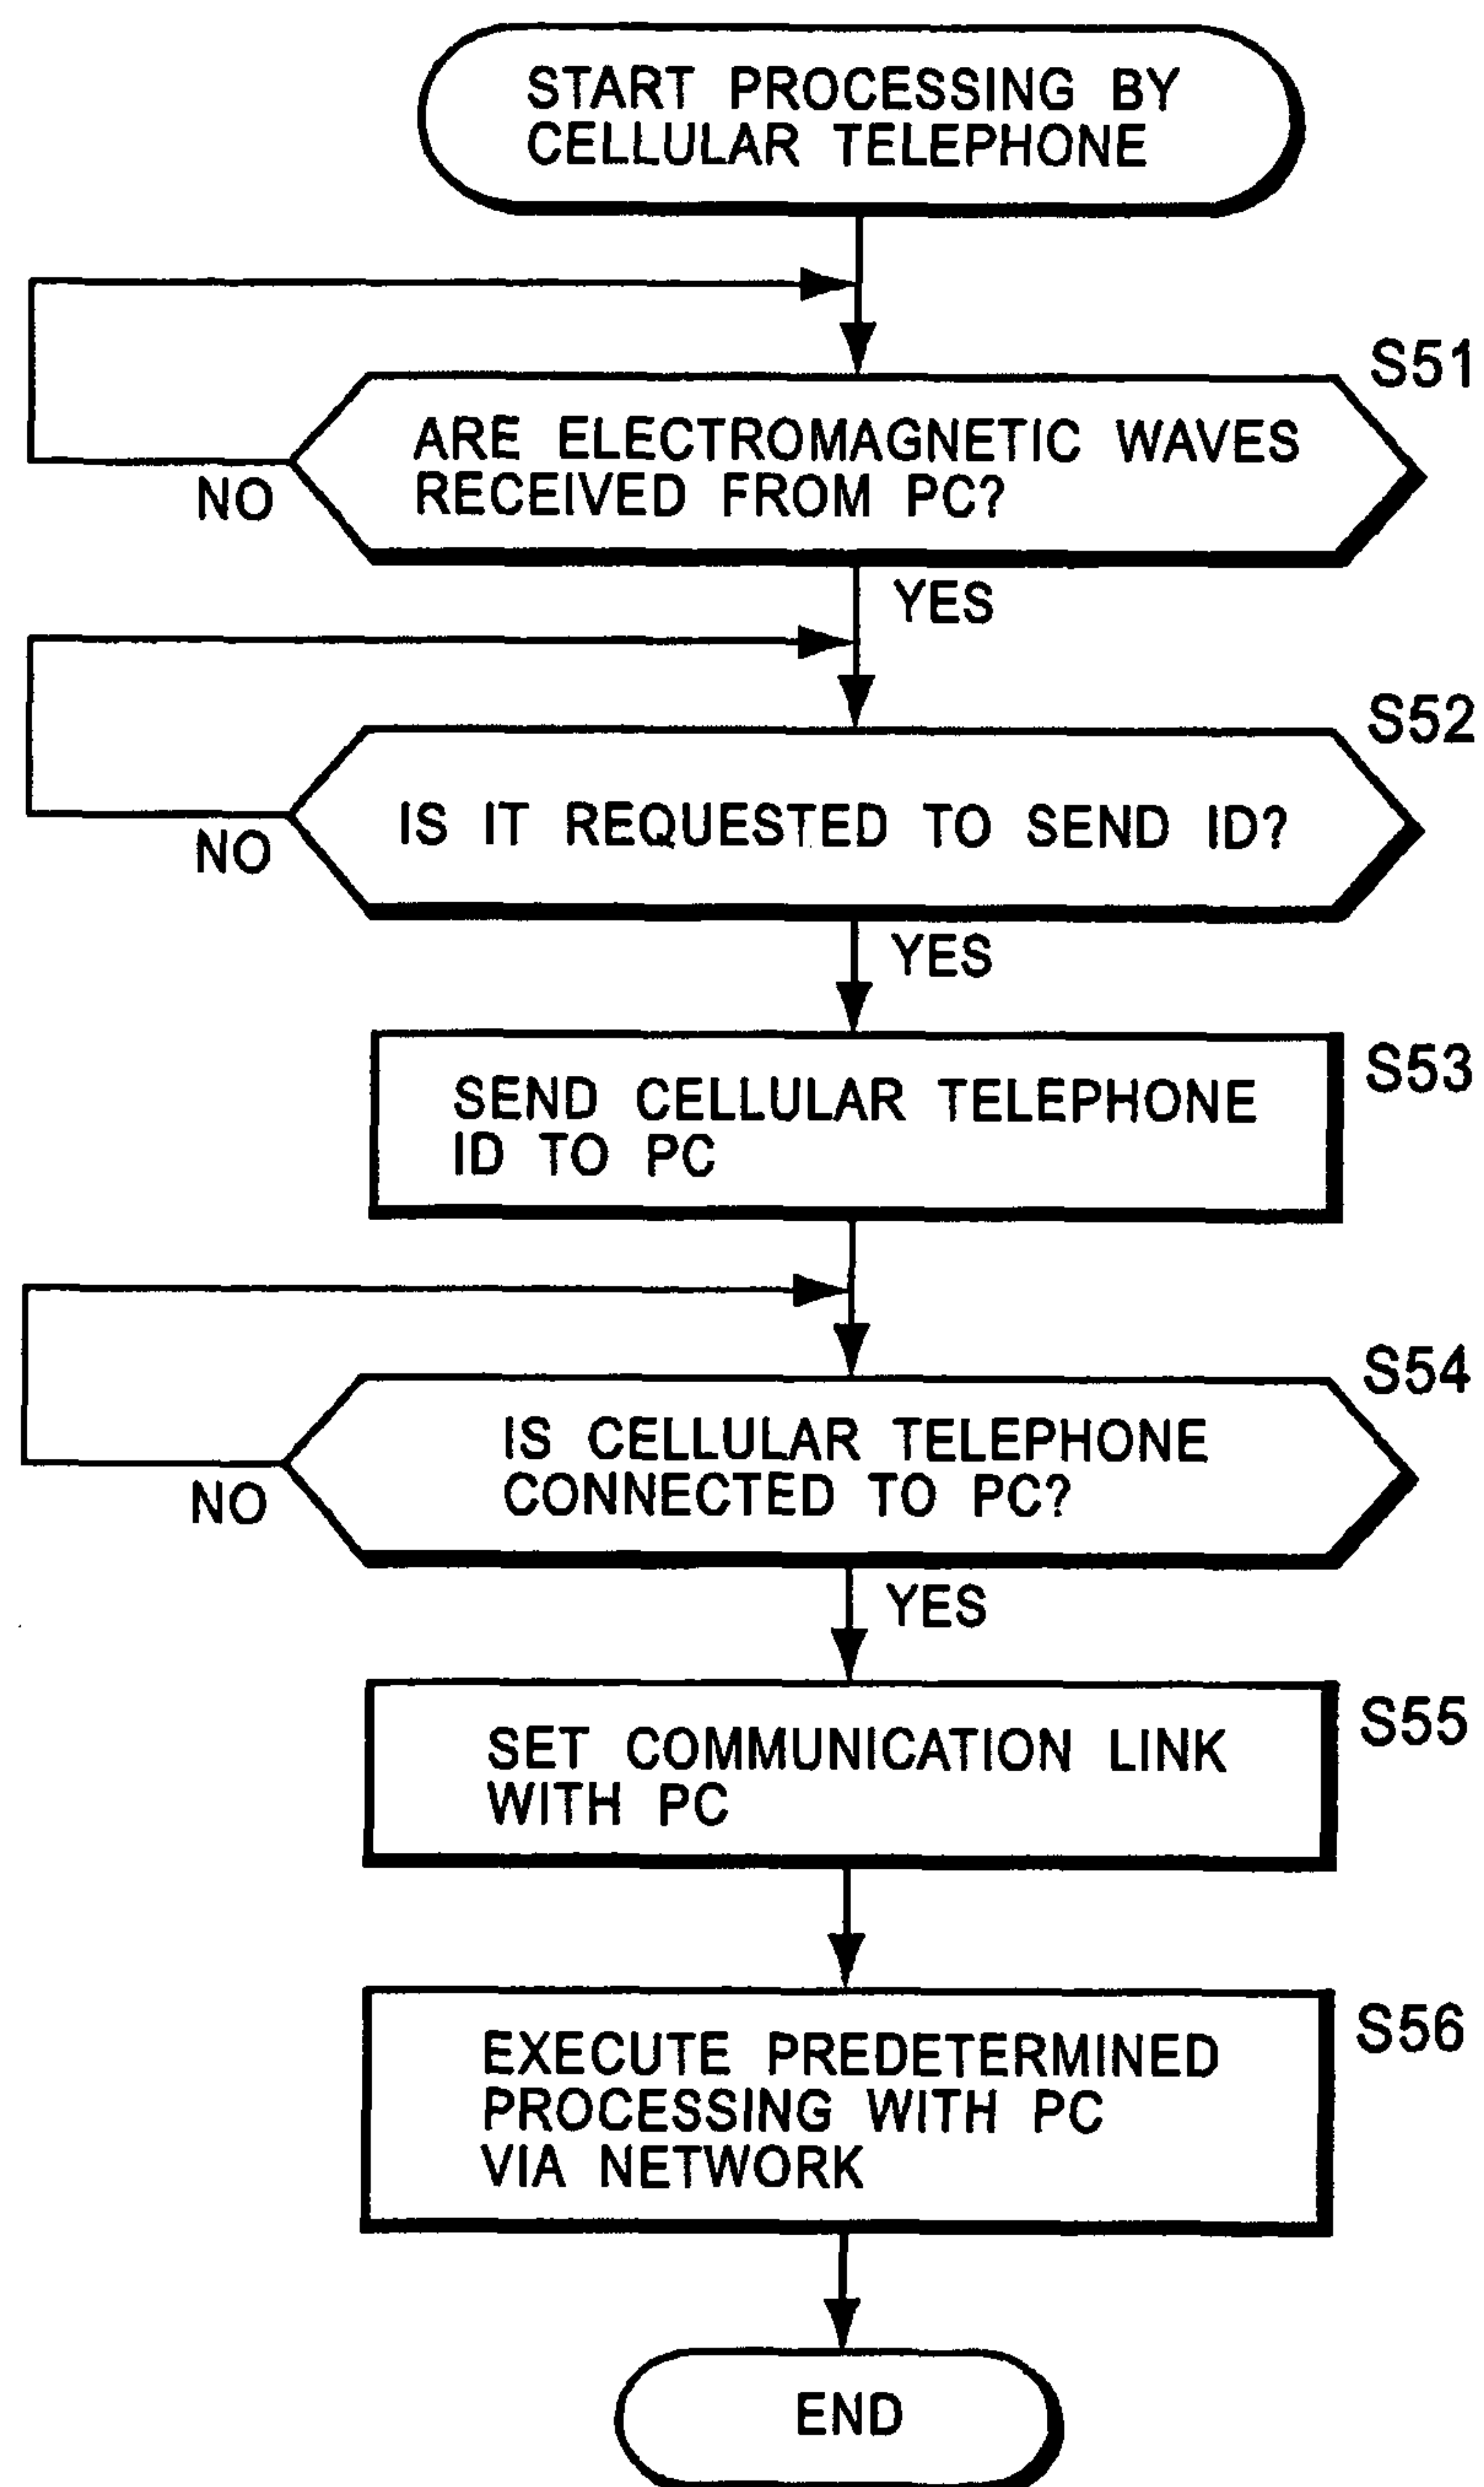 START PROCESSING BY
CELLULAR TELEPHONE
S51
ARE ELECTROMAGNETIC WAVES
RECEIVED FROM PC?
NO
YES
S52
IS IT REQUESTED TO SEND ID?
NO
YES
S53
SEND CELLULAR TELEPHONE
ID TO PC
S54
IS CELLULAR TELEPHONE
CONNECTED TO PC?
NO
YES
S55
SET COMMUNICATION LINK
WITH PC
S56
EXECUTE PREDETERMINED
PROCESSING WITH PC
VIA NETWORK
END